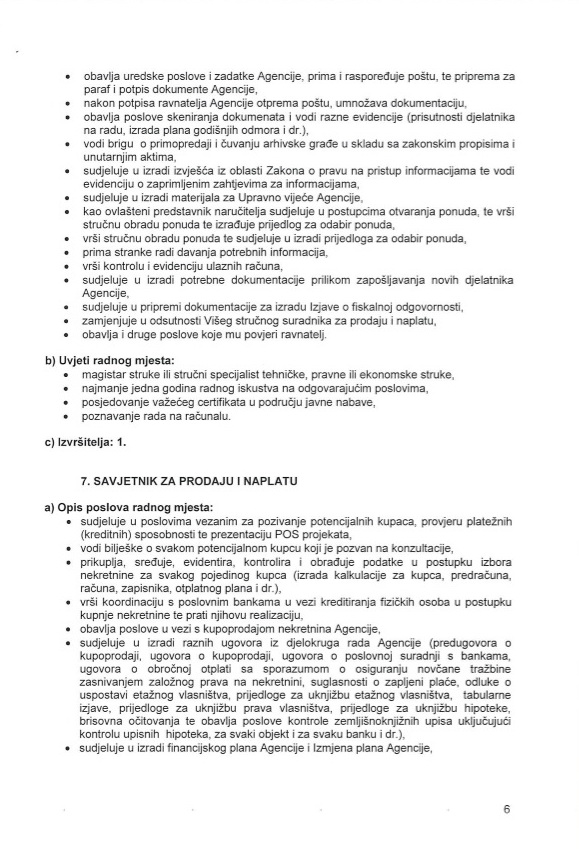 • obavlja uredske poslove i zadatke Agencije, prima i raspoređuje poštu, te priprema za
paraf i potpis dokumente Agencije,
• nakon potpisa ravnatelja Agencije otprema poštu, umnožava dokumentaciju,
• obavlja poslove skeniranja dokumenata i vodi razne evidencije (prisutnosti djelatnika
na radu, izrada plana godišnjih odmora i dr.),
• vodi brigu o primopredaji i čuvanju arhivske građe u skladu sa zakonskim propisima i
unutarnjim aktima,
• sudjeluje u izradi izvješća iz oblasti Zakona o pravu na pristup informacijama te vodi
evidenciju o zaprimljenim zahtjevima za informacijama,
• sudjeluje u izradi materijala za Upravno vijeće Agencije,
• kao ovlašteni predstavnik naručitelja sudjeluje u postupcima otvaranja ponuda, te vrši
stručnu obradu ponuda te izrađuje prijedlog za odabir ponuda,
• vrši stručnu obradu ponuda te sudjeluje u izradi prijedloga za odabir ponuda,
• prima stranke radi davanja potrebnih informacija,
• vrši kontrolu i evidenciju ulaznih računa,
• sudjeluje u izradi potrebne dokumentacije prilikom zapošljavanja novih djelatnika
Agencije,
• sudjeluje u pripremi dokumentacije za izradu Izjave o fiskalnoj odgovornosti,
• zamjenjuje u odsutnosti Višeg stručnog suradnika za prodaju i naplatu,
• obavlja i druge poslove koje mu povjeri ravnatelj.
b) Uvjeti radnog mjesta:
• magistar struke ili stručni specijalist tehničke, pravne ili ekonomske struke,
• najmanje jedna godina radnog iskustva na odgovarajućim poslovima,
• posjedovanje važećeg certifikata u području javne nabave,
• poznavanje rada na računalu.
c) Izvršitelja: 1.
7. SAVJETNIK ZA PRODAJU I NAPLATU
a) Opis poslova radnog mjesta:
• sudjeluje u poslovima vezanim za pozivanje potencijalnih kupaca, provjeru platežnih
(kreditnih) sposobnosti te prezentaciju POS projekata,
• vodi bilješke o svakom potencijalnom kupcu koji je pozvan na konzultacije,
• prikuplja, sređuje, evidentira, kontrolira i obrađuje podatke u postupku izbora
nekretnine za svakog pojedinog kupca (izrada kalkulacije za kupca, predračuna,
računa, zapisnika, otplatnog plana i dr.),
• vrši koordinaciju s poslovnim bankama u vezi kreditiranja fizičkih osoba u postupku
kupnje nekretnine te prati njihovu realizaciju,
• obavlja poslove u vezi s kupoprodajom nekretnina Agencije,
• sudjeluje u izradi raznih ugovora iz djelokruga rada Agencije (predugovora o
kupoprodaji, ugovora o kupoprodaji, ugovora o poslovnoj suradnji s bankama,
ugovora o obročnoj otplati sa sporazumom o osiguranju novčane tražbine
zasnivanjem založnog prava na nekretnini, suglasnosti o zapljeni plaće, odluke o
uspostavi etažnog vlasništva, prijedloge za uknjižbu etažnog vlasništva, tabularne
izjave, prijedloge za uknjižbu prava vlasništva, prijedloge za uknjižbu hipoteke,
brisovna očitovanja te obavlja poslove kontrole zemljišnoknjižnih upisa uključujući
kontrolu upisnih hipoteka, za svaki objekt i za svaku banku i dr.),
• sudjeluje u izradi financijskog plana Agencije i Izmjena plana Agencije,
6